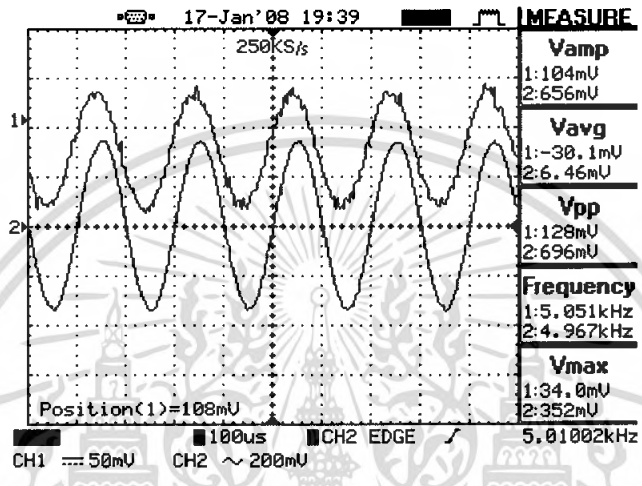 17-Jan'08 19:39
MEASURE
250KS/s
Vamp
1:104mV
2:656mV
Vavg
1:-30.1mV
2:6.46mV
Vpp
1:128mV
2:696mV
Frequency
1:5.051kHz
2:4.967kHz
Vmax
1:34.0mV
2:352mV
1
2
Position(1)=108mV
100us CH2 EDGE 5.01002kHz
CH1 50mV CH2 ~ 200mV